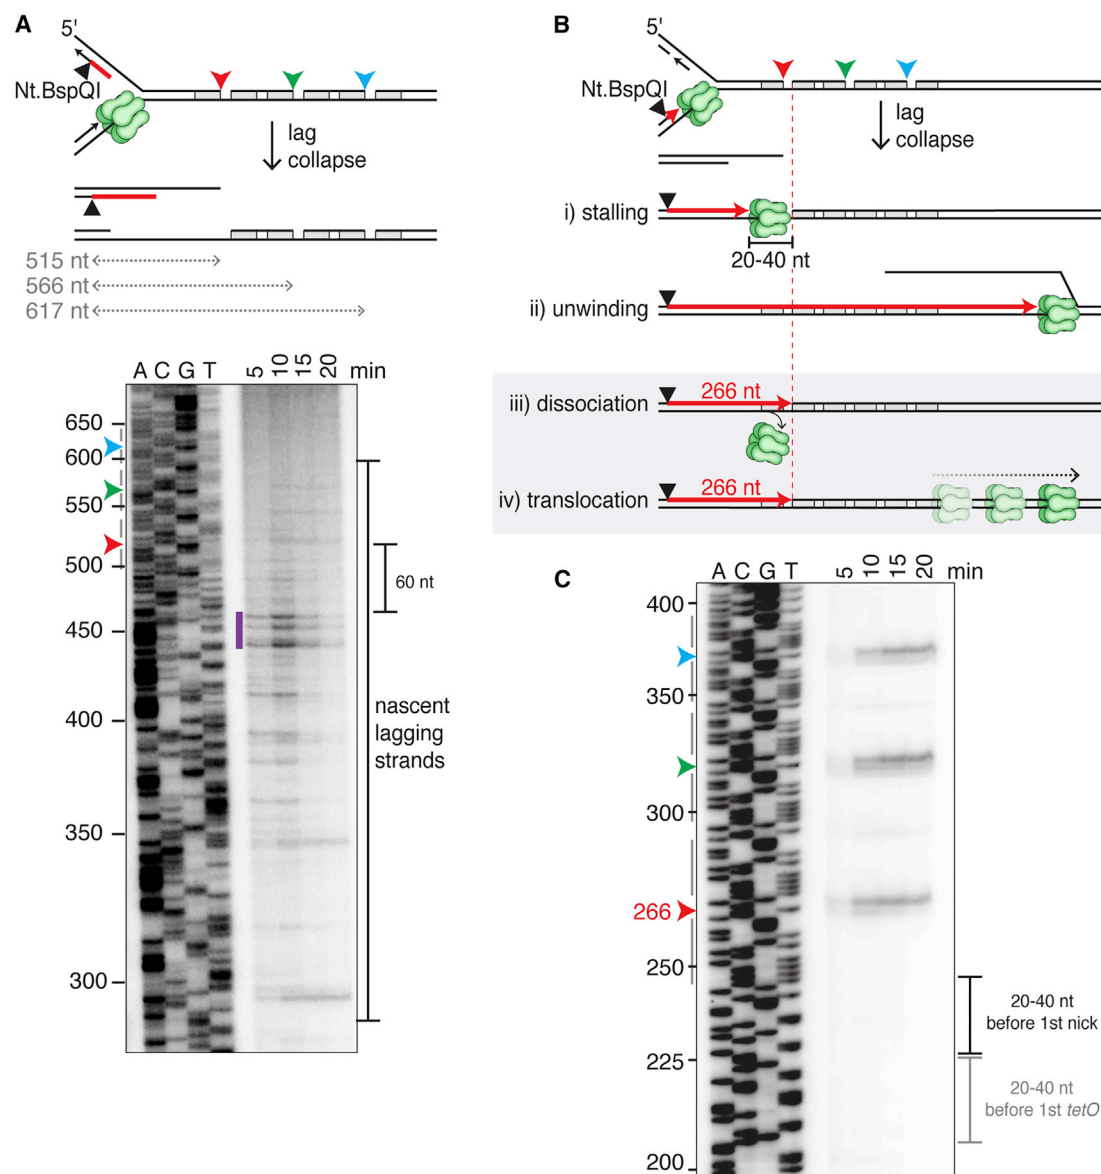 A
5'
Nt.BspQI
lag
collapse
515 nt
566 nt
617 nt
A C G T 5 10 15 20 min
650
600
550
500
450
400
350
300
60 nt
nascent
lagging
strands
B
5'
Nt.BspQI
lag
collapse
i) stalling
20-40 nt
ii) unwinding
iii) dissociation
266 nt
iv) translocation
266 nt
C
A C G T 5 10 15 20 min
400
350
300
266
250
225
200
20-40 nt
before 1st nick
20-40 nt
before 1st tetO